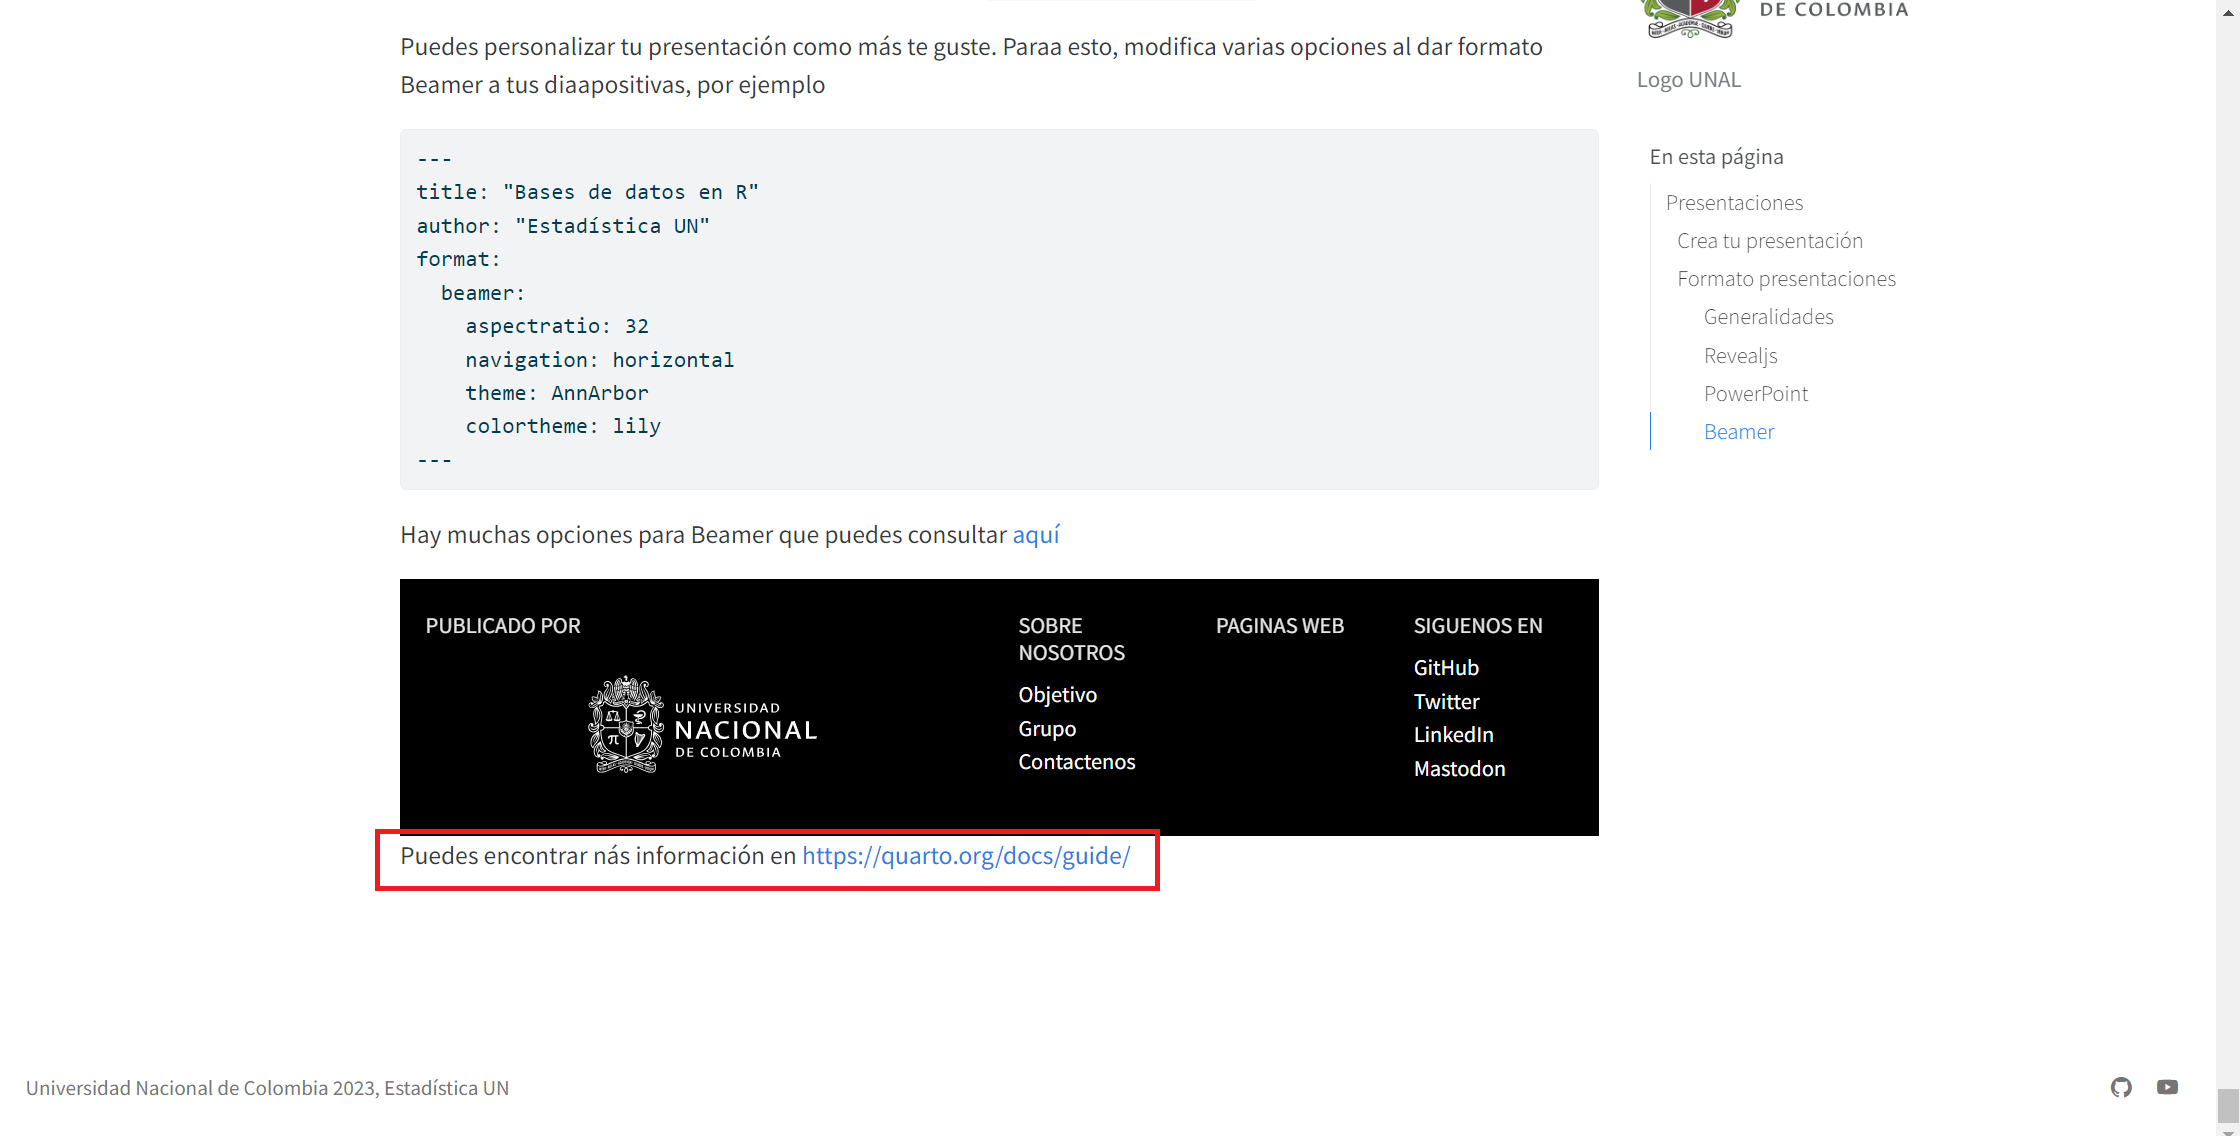 DE COLOMBIA
Logo UNAL
Puedes personalizar tu presentación como más te guste. Paraa esto, modifica varias opciones al dar formato
Beamer a tus diaapositivas, por ejemplo
---
title: "Bases de datos en R"
author: "Estadística UN"
format:
  beamer:
    aspectratio: 32
    navigation: horizontal
    theme: AnnArbor
    colortheme: lily
---
Hay muchas opciones para Beamer que puedes consultar aquí
En esta página
Presentaciones
Crea tu presentación
Formato presentaciones
Generalidades
Revealjs
PowerPoint
Beamer
PUBLICADO POR
UNIVERSIDAD
NACIONAL
DE COLOMBIA
SOBRE
NOSOTROS
Objetivo
Grupo
Contactenos
PAGINAS WEB
SIGUENOS EN
GitHub
Twitter
LinkedIn
Mastodon
Puedes encontrar nás información en https://quarto.org/docs/guide/
Universidad Nacional de Colombia 2023, Estadística UN